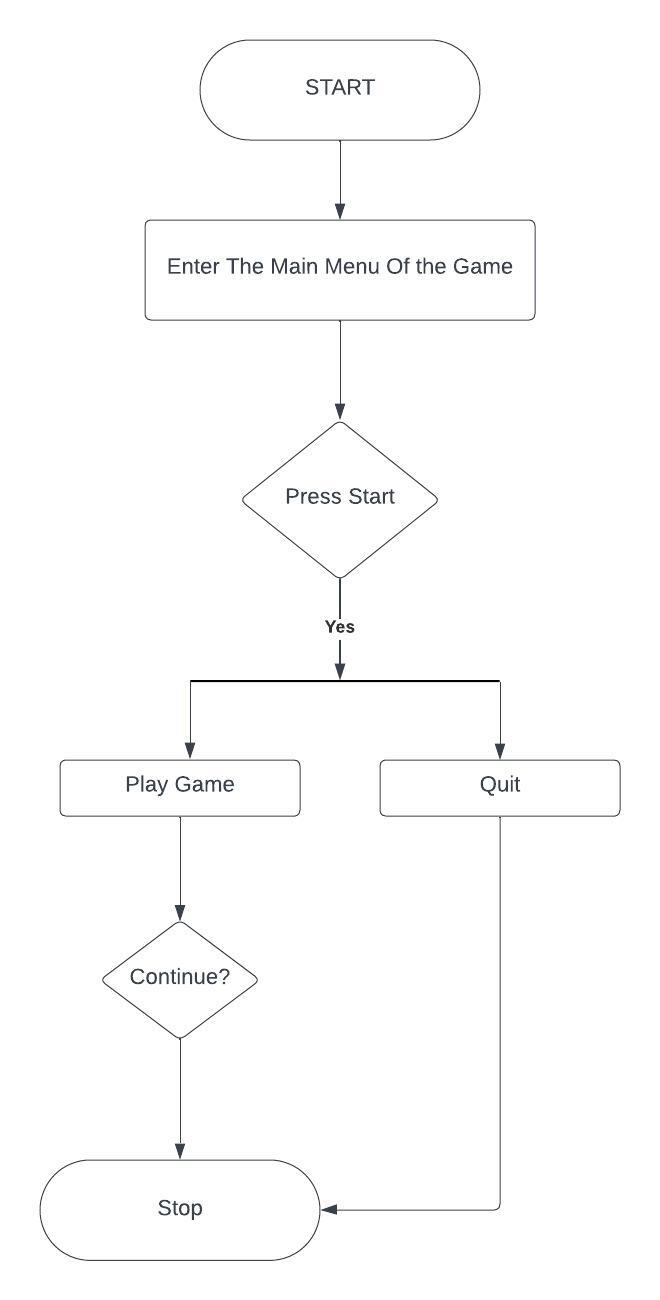 START
Enter The Main Menu Of the Game
Press Start
Yes
Play Game
Quit
Continue?
Stop